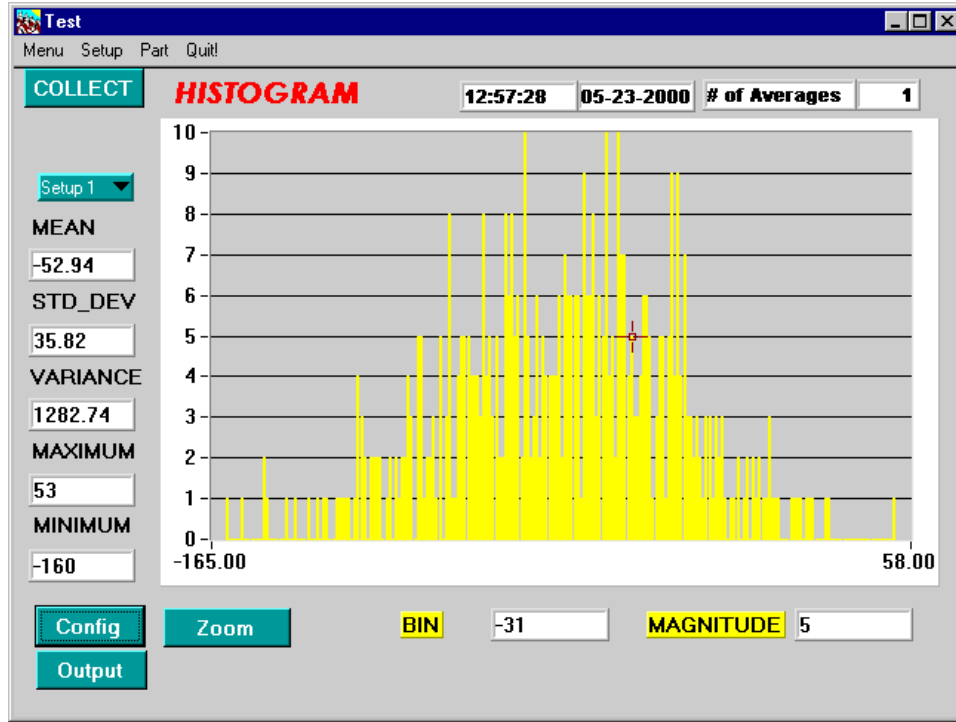 Test
Menu Setup Part Quit!
COLLECT
HISTOGRAM
12:57:28 05-23-2000 # of Averages 1
Setup 1
MEAN
-52.94
STD_DEV
35.82
VARIANCE
1282.74
MAXIMUM
53
MINIMUM
-160
10
9
8
7
6
5
4
3
2
1
0
-165.00 58.00
Config
Zoom
BIN -31 MAGNITUDE 5
Output